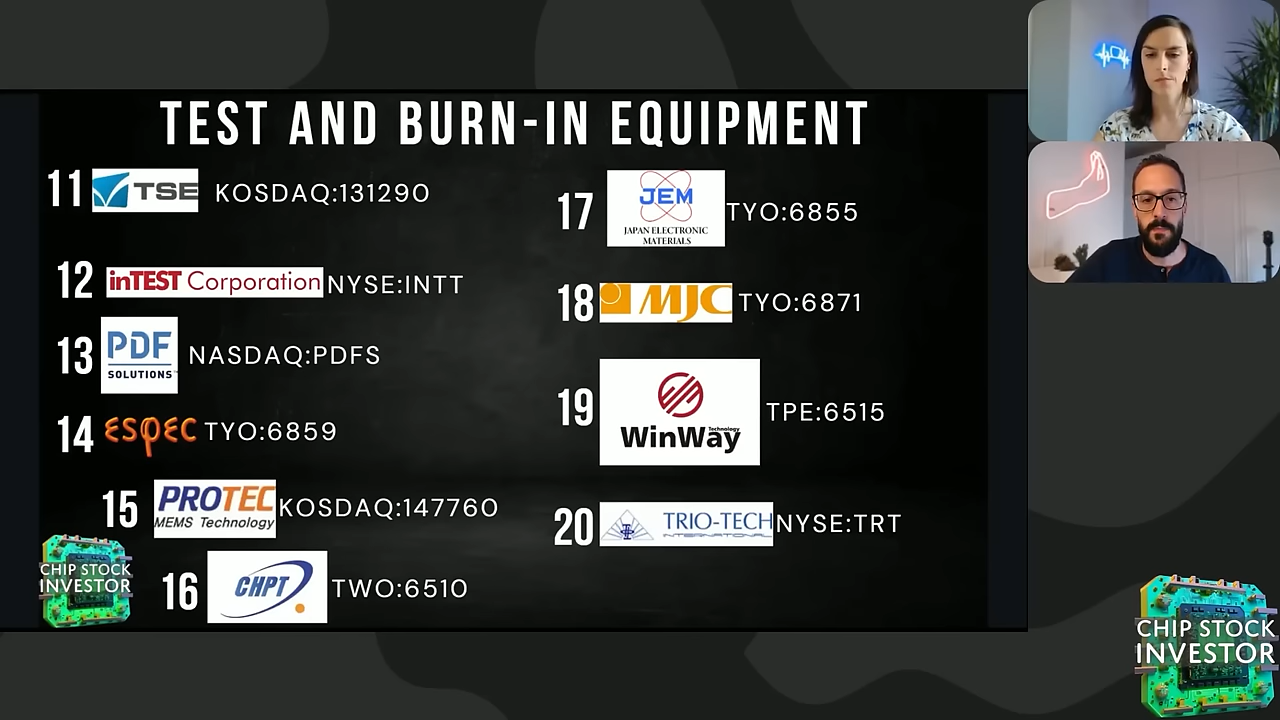 TEST AND BURN-IN EQUIPMENT
11 TSE KOSDAQ:131290
12 inTEST Corporation NYSE:INTT
13 PDF SOLUTIONS NASDAQ:PDFS
14 ESPEC TYO:6859
15 PROTEC MEMS Technology KOSDAQ:147760
16 CHPT TWO:6510
17 JEM JAPAN ELECTRONIC MATERIALS TYO:6855
18 MJC TYO:6871
19 WinWay Technology TPE:6515
20 TRIO-TECH INTERNATIONAL NYSE:TRT
CHIP STOCK
INVESTOR
CHIP STOCK
INVESTOR